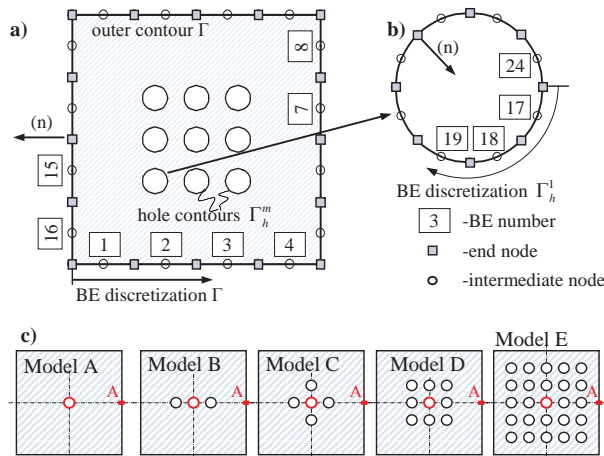 a)
outer contour Γ
8
(n)
7
15
16
hole contours Γ_h^m
1
2
3
4
BE discretization Γ
b)
(n)
24
17
19
18
BE discretization Γ_h^1
3 -BE number
-end node
-intermediate node
c)
Model A
A
Model B
A
Model C
A
Model D
A
Model E
A